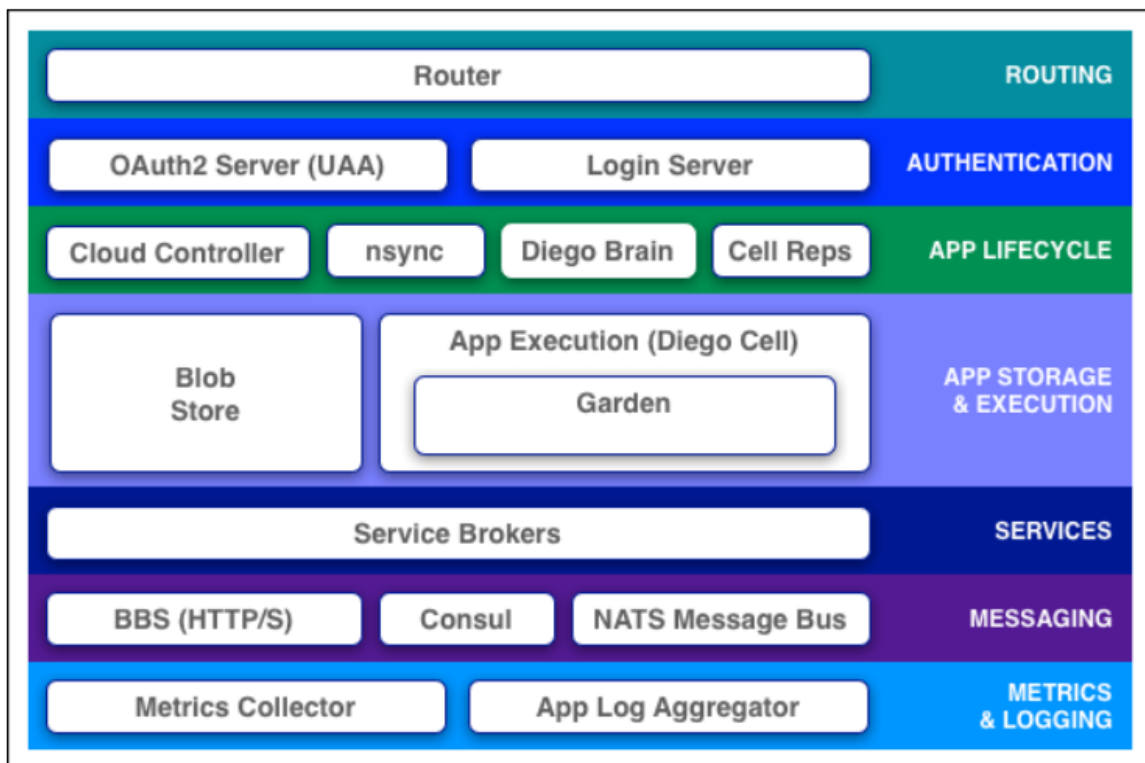 Router
ROUTING
OAuth2 Server (UAA)
Login Server
AUTHENTICATION
Cloud Controller
nsync
Diego Brain
Cell Reps
APP LIFECYCLE
Blob
Store
App Execution (Diego Cell)
Garden
APP STORAGE
& EXECUTION
Service Brokers
SERVICES
BBS (HTTP/S)
Consul
NATS Message Bus
MESSAGING
Metrics Collector
App Log Aggregator
METRICS
& LOGGING